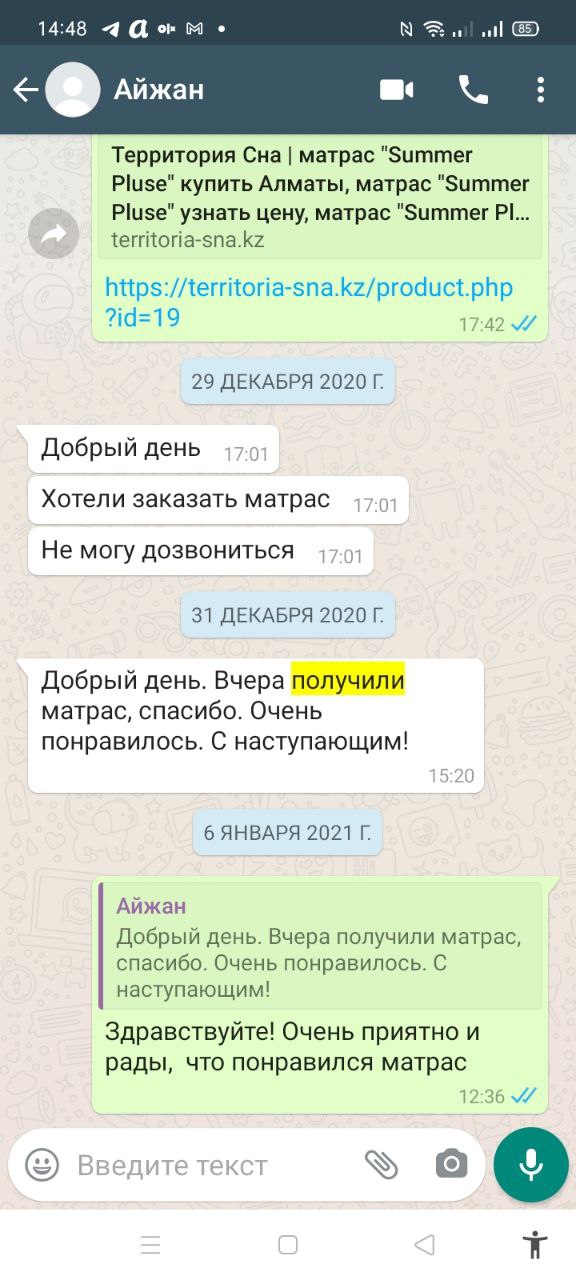 14:48
85
Айжан
Территория Сна | матрас "Summer
Pluse" купить Алматы, матрас "Summer
Pluse" узнать цену, матрас "Summer Pl...
territoria-sna.kz
https://territoria-sna.kz/product.php
?id=19
17:42
29 ДЕКАБРЯ 2020 Г.
Добрый день 17:01
Хотели заказать матрас 17:01
Не могу дозвониться 17:01
31 ДЕКАБРЯ 2020 Г.
Добрый день. Вчера получили
матрас, спасибо. Очень
понравилось. С наступающим!
15:20
6 ЯНВАРЯ 2021 Г.
Айжан
Добрый день. Вчера получили матрас,
спасибо. Очень понравилось. С
наступающим!
Здравствуйте! Очень приятно и
рады,  что понравился матрас
12:36
Введите текст